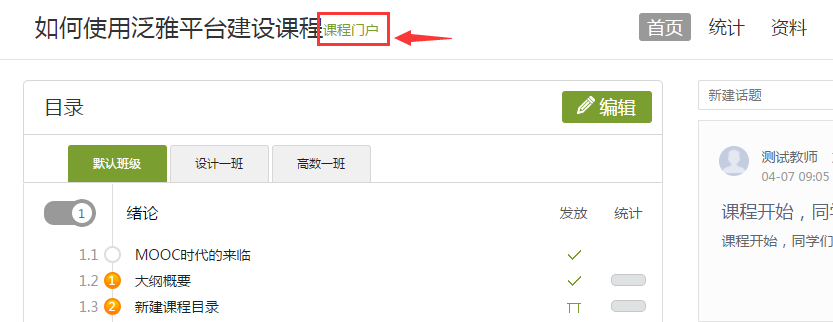 如何使用泛雅平台建设课程 课程门户 首页 统计 资料
目录 编辑
新建话题
默认班级 设计一班 高数一班
测试教师
04-07 09:05
1 绪论 发放 统计
课程开始，同学
课程开始，同学们
1.1 MOOC时代的来临
1.2 1 大纲概要
1.3 2 新建课程目录